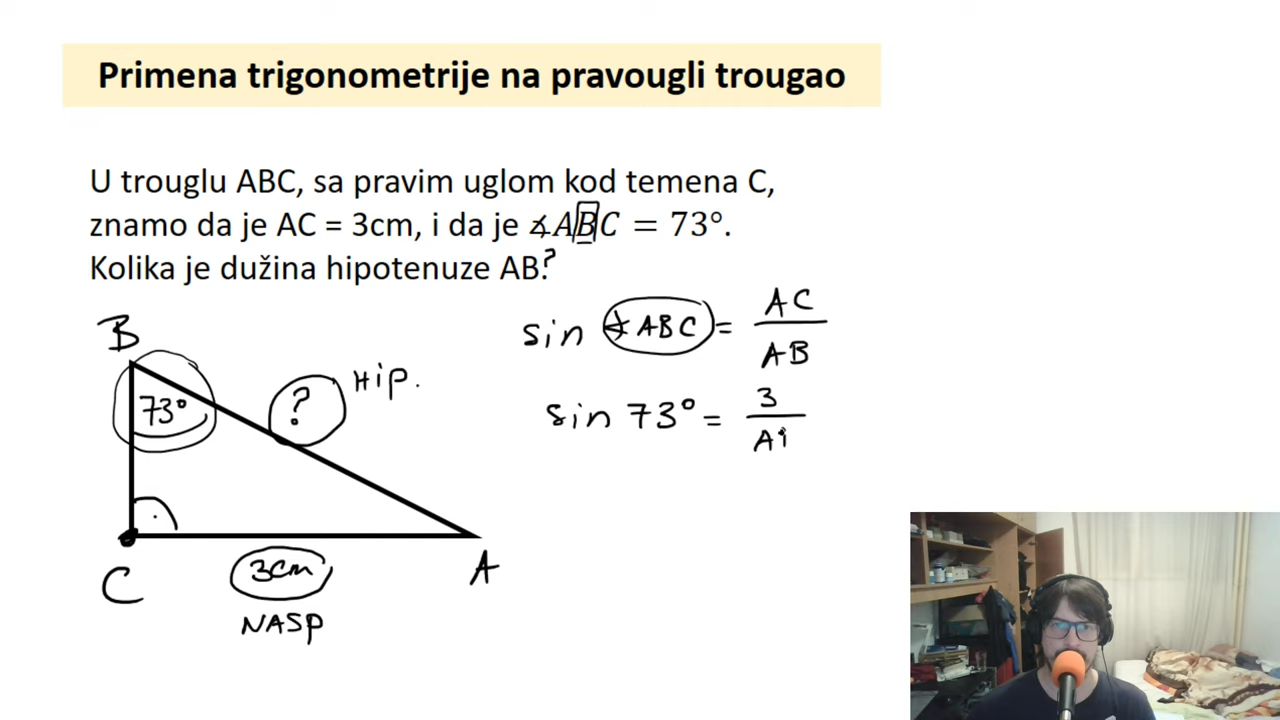 Primena trigonometrije na pravougli trougao
U trouglu ABC, sa pravim uglom kod temena C,
znamo da je AC = 3cm, i da je ∡ABC = 73°.
Kolika je dužina hipotenuze AB?
sin ∡ABC = AC / AB
sin 73° = 3 / A
B
Hip.
?
73°
C
3cm
A
NASP